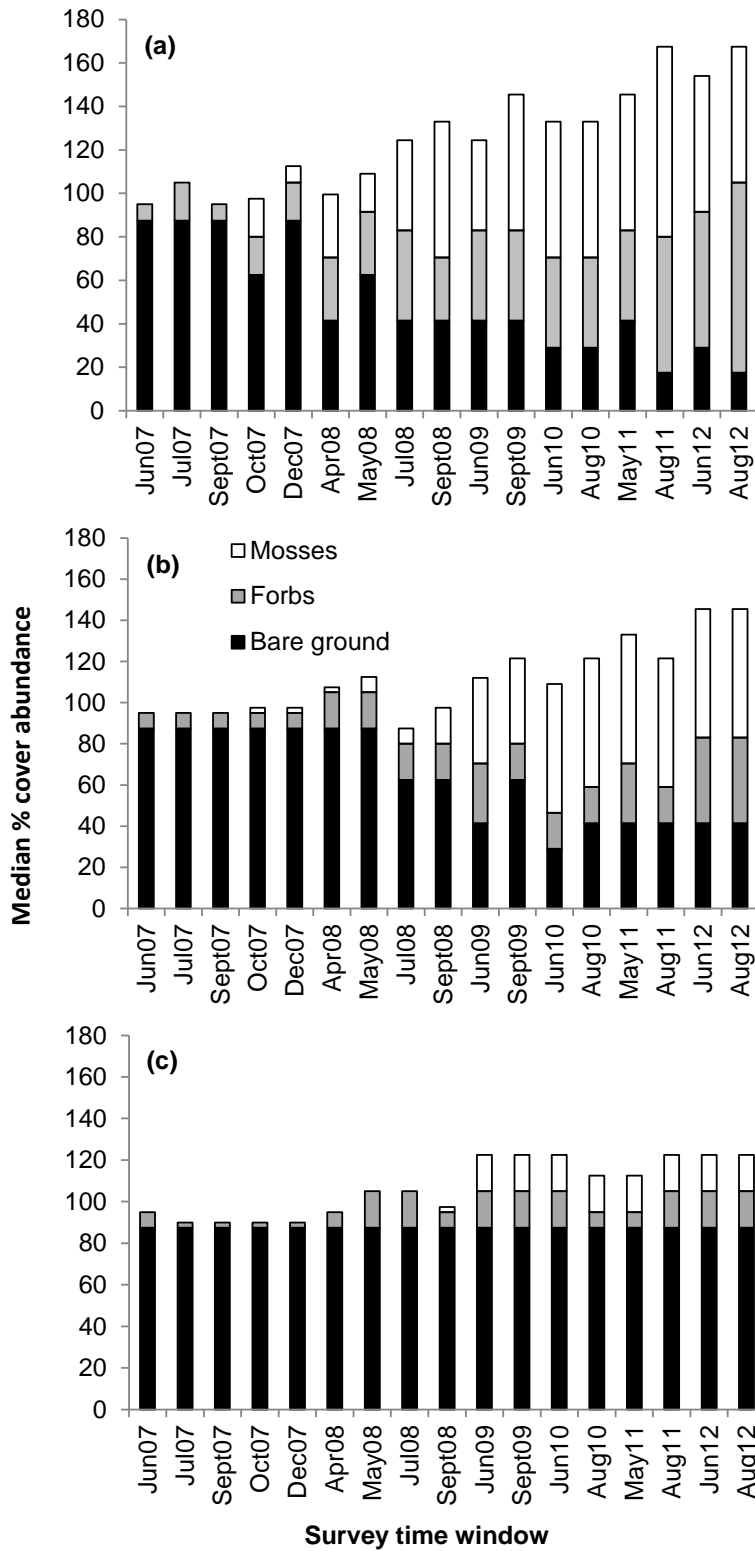 180
160
140
120
100
80
60
40
20
0
(a)
Jun07
Jul07
Sept07
Oct07
Dec07
Apr08
May08
Jul08
Sept08
Jun09
Sept09
Jun10
Aug10
May11
Aug11
Jun12
Aug12
Median % cover abundance
180
160
140
120
100
80
60
40
20
0
(b)
Mosses
Forbs
Bare ground
Jun07
Jul07
Sept07
Oct07
Dec07
Apr08
May08
Jul08
Sept08
Jun09
Sept09
Jun10
Aug10
May11
Aug11
Jun12
Aug12
180
160
140
120
100
80
60
40
20
0
(c)
Jun07
Jul07
Sept07
Oct07
Dec07
Apr08
May08
Jul08
Sept08
Jun09
Sept09
Jun10
Aug10
May11
Aug11
Jun12
Aug12
Survey time window